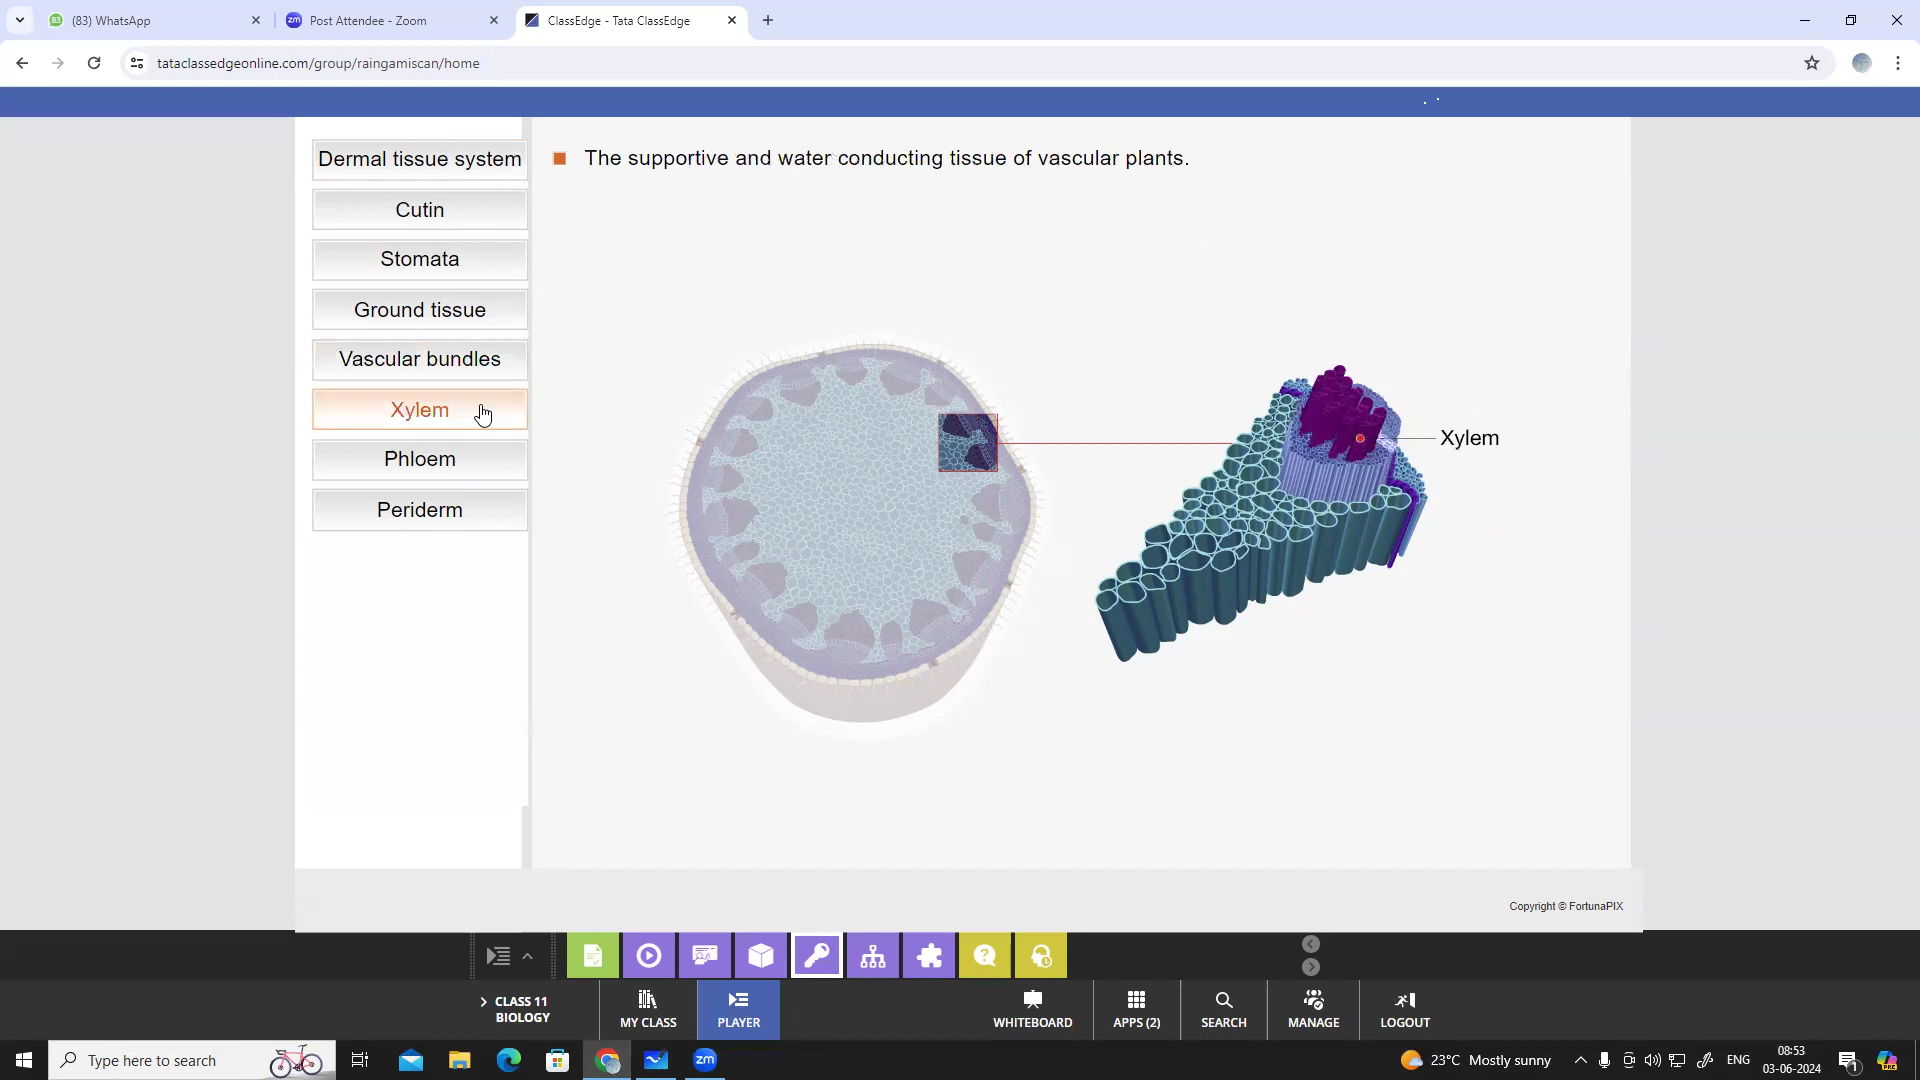 (83) WhatsApp
Post Attendee - Zoom
ClassEdge - Tata ClassEdge
tataclassedgeonline.com/group/raingamiscan/home
Dermal tissue system
Cutin
Stomata
Ground tissue
Vascular bundles
Xylem
Phloem
Periderm
The supportive and water conducting tissue of vascular plants.
Xylem
Copyright © FortunaPIX
CLASS 11
BIOLOGY
MY CLASS
PLAYER
WHITEBOARD
APPS (2)
SEARCH
MANAGE
LOGOUT
Type here to search
zm
23°C Mostly sunny
ENG
08:53
03-06-2024
1